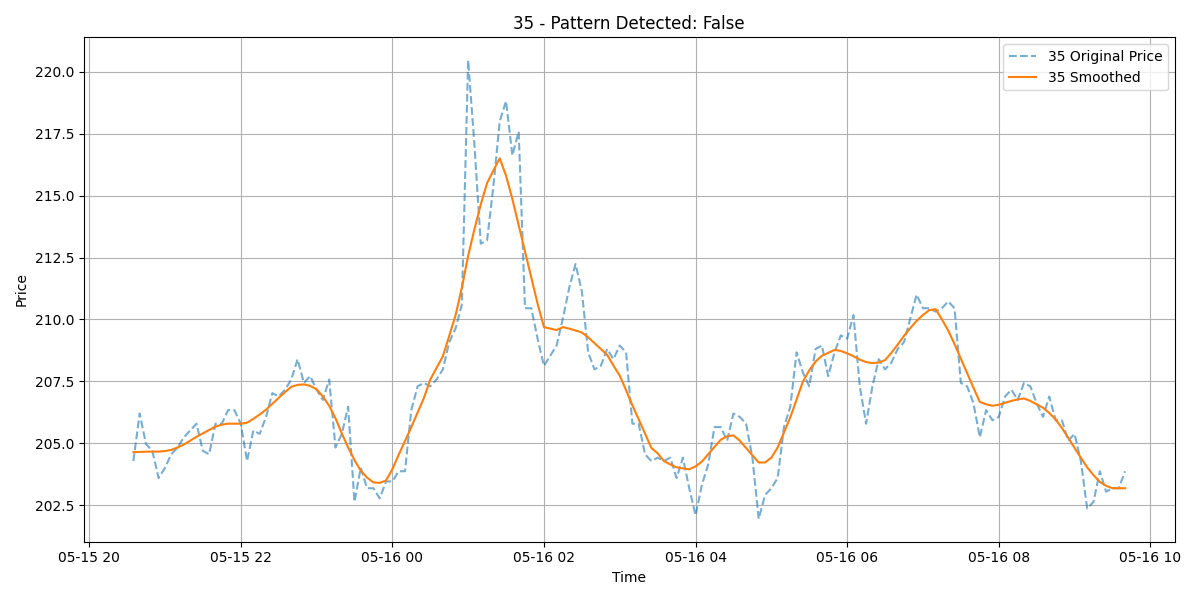 35 - Pattern Detected: False
35 Original Price
35 Smoothed
Price
220.0
217.5
215.0
212.5
210.0
207.5
205.0
202.5
05-15 20 05-15 22 05-16 00 05-16 02 05-16 04 05-16 06 05-16 08 05-16 10
Time